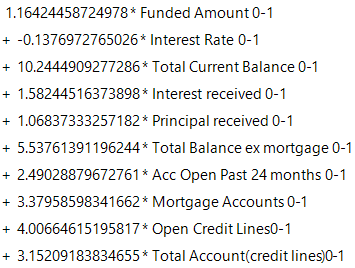 1.16424458724978* Funded Amount 0-1
+ -0.1376972765026* Interest Rate 0-1
+ 10.2444909277286* Total Current Balance 0-1
+ 1.58244516373898* Interest received 0-1
+ 1.06837333257182* Principal received 0-1
+ 5.53761391196244* Total Balance ex mortgage 0-1
+ 2.49028879672761* Acc Open Past 24 months 0-1
+ 3.37958598341662* Mortgage Accounts 0-1
+ 4.00664615195817* Open Credit Lines0-1
+ 3.15209183834655* Total Account(credit lines)0-1